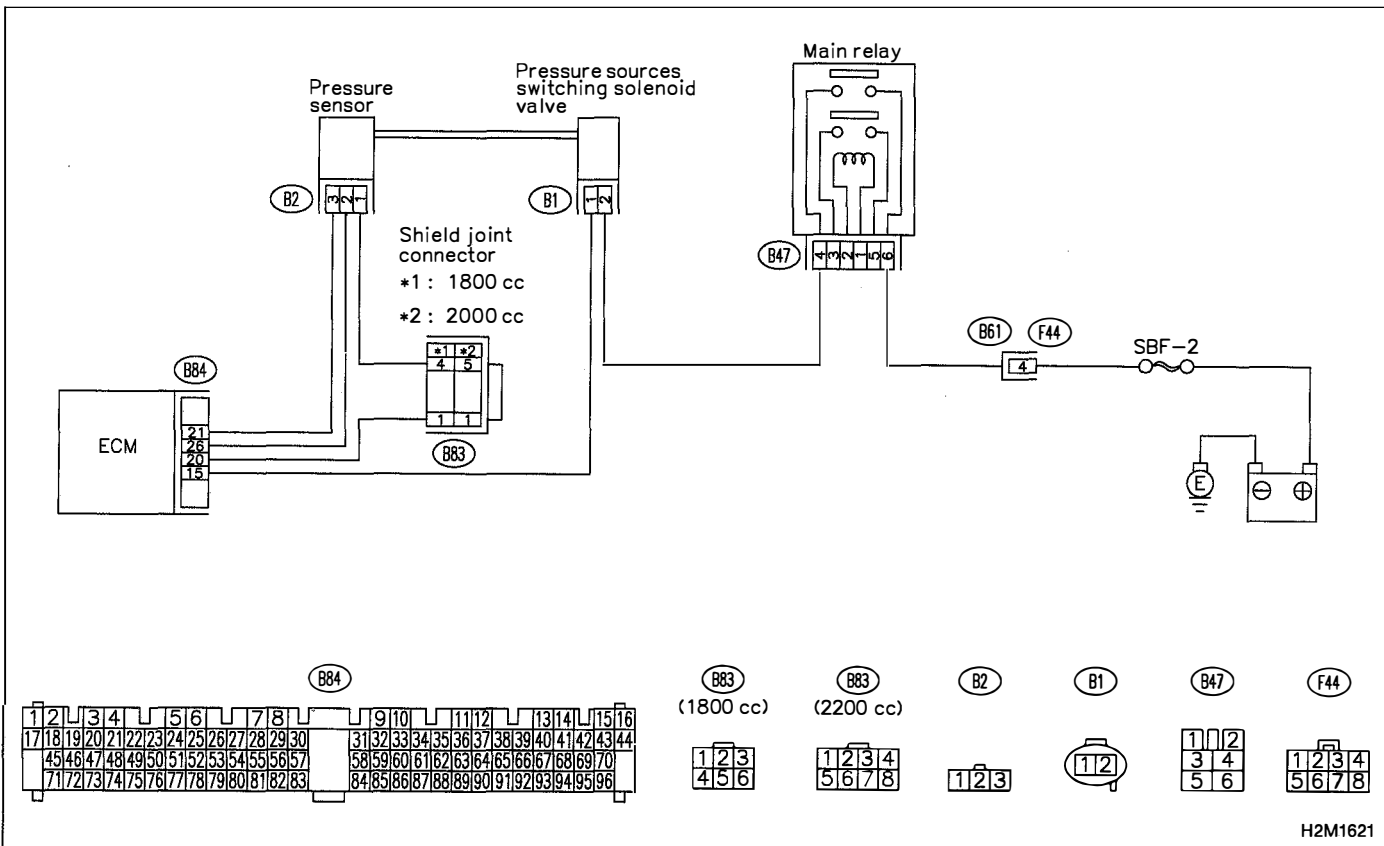 Main relay
Pressure sources
switching solenoid
valve
Pressure
sensor
B2
3 2 1
B1
1 2
B47
4 3 2 1 5 6
Shield joint
connector
*1 : 1800 cc
*2 : 2000 cc
*1 *2
4 5
1 1
B83
B61 F44
4
SBF-2
B84
ECM
21
26
20
15
E
⊖ ⊕
B84
1 2 3 4 5 6 7 8 9 10 11 12 13 14 15 16
17 18 19 20 21 22 23 24 25 26 27 28 29 30 31 32 33 34 35 36 37 38 39 40 41 42 43 44
45 46 47 48 49 50 51 52 53 54 55 56 57 58 59 60 61 62 63 64 65 66 67 68 69 70
71 72 73 74 75 76 77 78 79 80 81 82 83 84 85 86 87 88 89 90 91 92 93 94 95 96
B83
(1800 cc)
1 2 3
4 5 6
B83
(2200 cc)
1 2 3 4
5 6 7 8
B2
1 2 3
B1
1 2
B47
1 2
3 4
5 6
F44
1 2 3 4
5 6 7 8
H2M1621